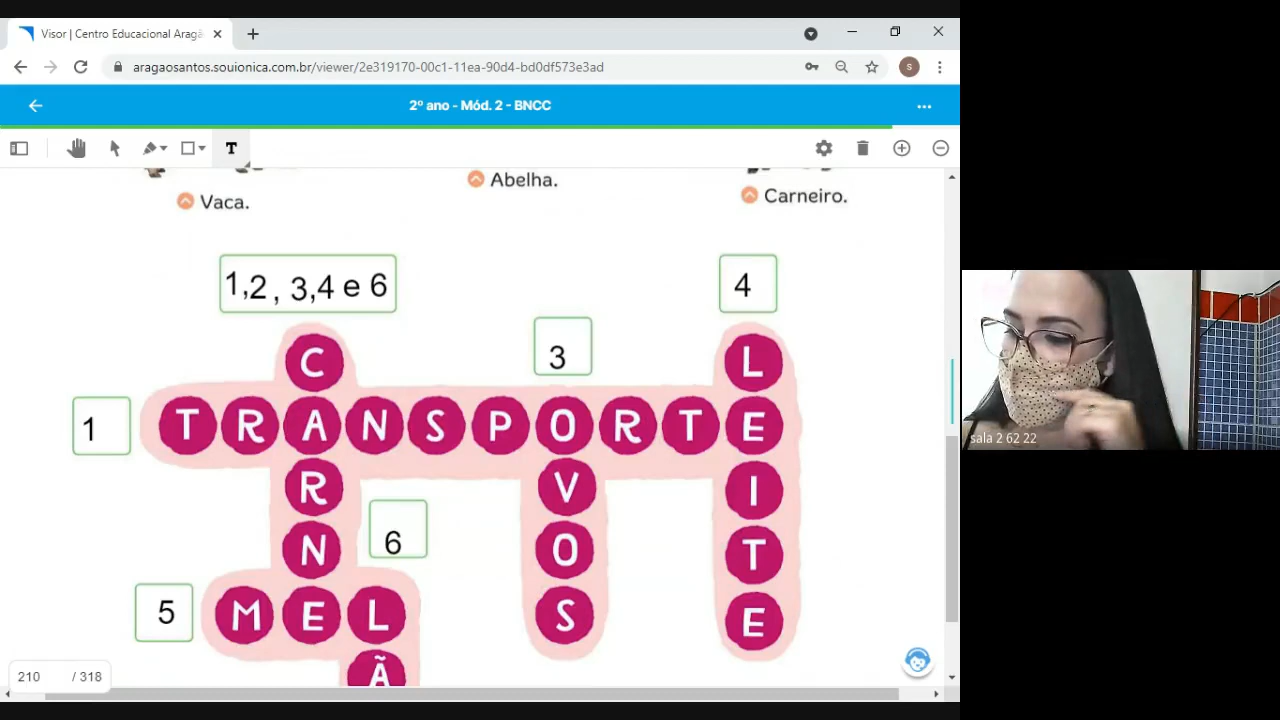 Visor | Centro Educacional Aragã
aragaosantos.souionica.com.br/viewer/2e319170-00c1-11ea-90d4-bd0df573e3ad
s
2º ano - Mód. 2 - BNCC
T
Abelha.
Vaca.
Carneiro.
1,2 , 3,4 e 6
4
3
C
1
TRANSPORTE
L
E
I
T
E
A
R
N
E
O
V
O
S
6
5
MEL
Ã
210 / 318
sala 2 62 22